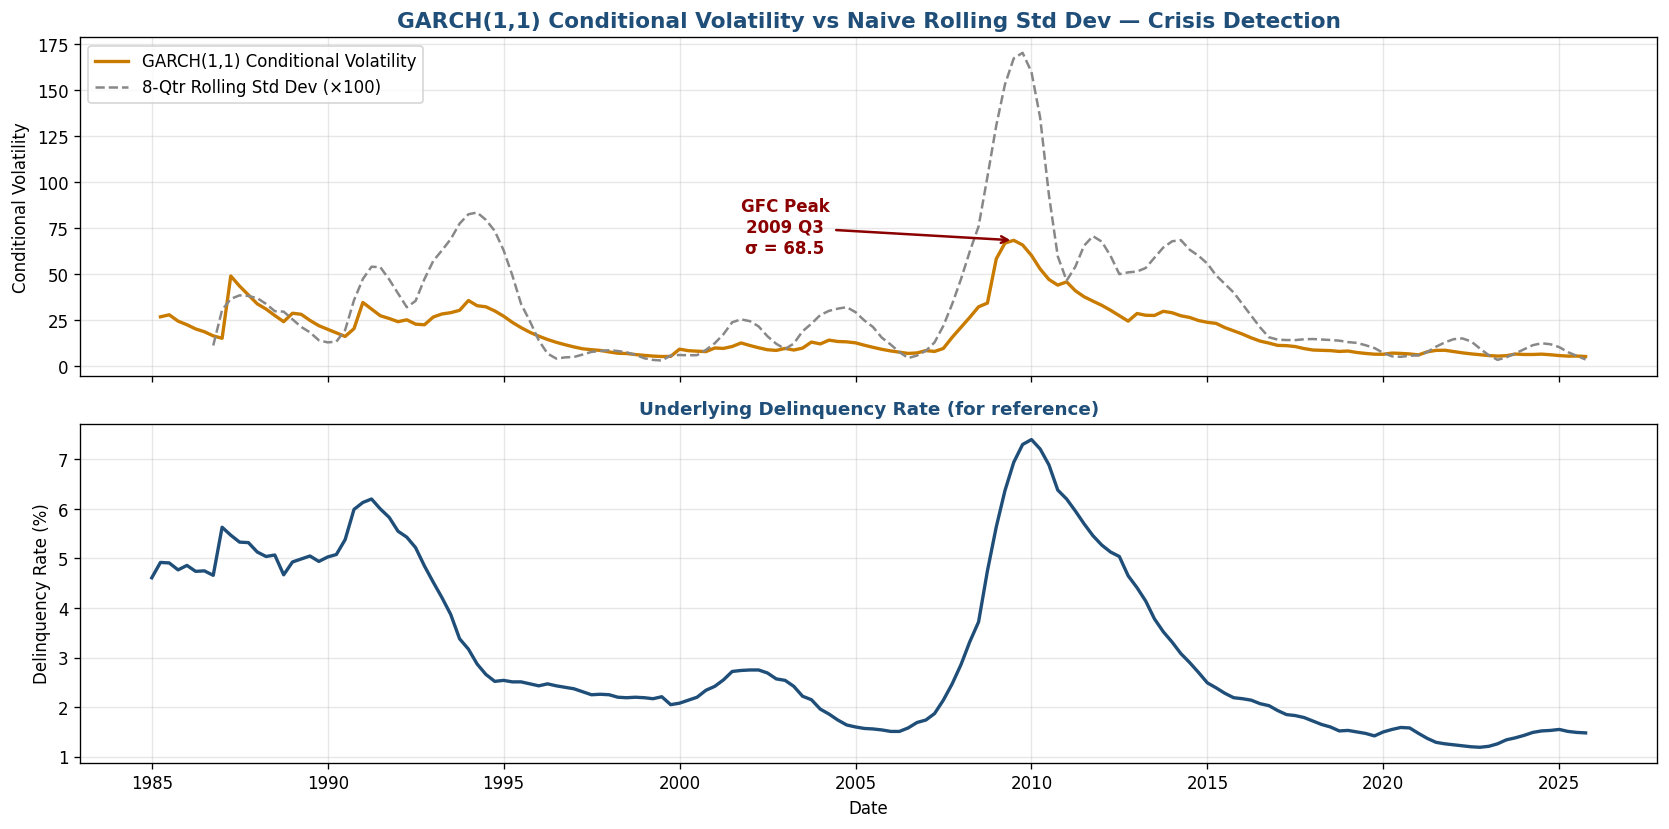 GARCH(1,1) Conditional Volatility vs Naive Rolling Std Dev — Crisis Detection
GARCH(1,1) Conditional Volatility
8-Qtr Rolling Std Dev (×100)
Conditional Volatility
175
150
125
100
75
50
25
0
GFC Peak
2009 Q3
σ = 68.5
Underlying Delinquency Rate (for reference)
Delinquency Rate (%)
7
6
5
4
3
2
1
1985
1990
1995
2000
2005
2010
2015
2020
2025
Date